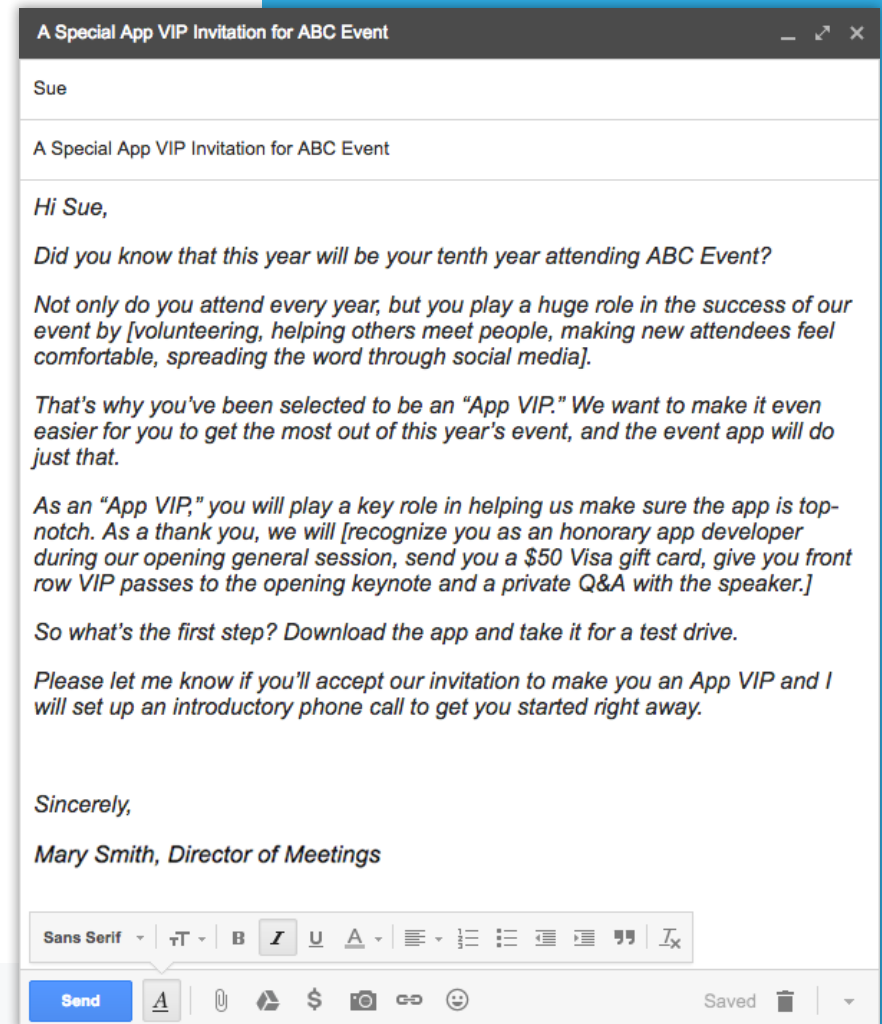 A Special App VIP Invitation for ABC Event
Sue
A Special App VIP Invitation for ABC Event
Hi Sue,
Did you know that this year will be your tenth year attending ABC Event?
Not only do you attend every year, but you play a huge role in the success of our
event by [volunteering, helping others meet people, making new attendees feel
comfortable, spreading the word through social media].
That’s why you’ve been selected to be an “App VIP.” We want to make it even
easier for you to get the most out of this year’s event, and the event app will do
just that.
As an “App VIP,” you will play a key role in helping us make sure the app is top-
notch. As a thank you, we will [recognize you as an honorary app developer
during our opening general session, send you a $50 Visa gift card, give you front
row VIP passes to the opening keynote and a private Q&A with the speaker.]
So what’s the first step? Download the app and take it for a test drive.
Please let me know if you’ll accept our invitation to make you an App VIP and I
will set up an introductory phone call to get you started right away.
Sincerely,
Mary Smith, Director of Meetings
Sans Serif
Send
Saved